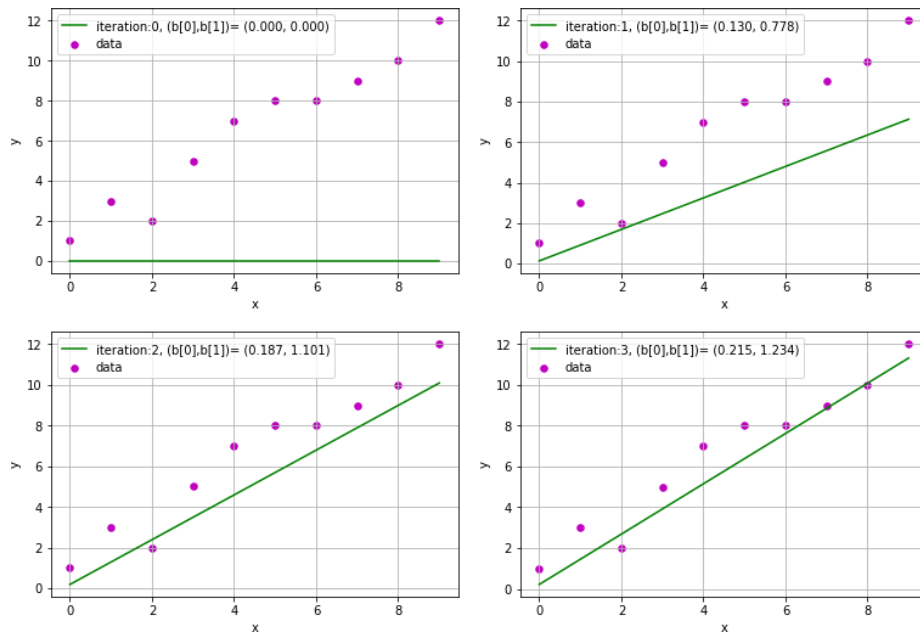 iteration:0, (b[0],b[1])= (0.000, 0.000)
data
12
10
8
6
4
2
0
y
0 2 4 6 8
x
iteration:1, (b[0],b[1])= (0.130, 0.778)
data
12
10
8
6
4
2
0
y
0 2 4 6 8
x
iteration:2, (b[0],b[1])= (0.187, 1.101)
data
12
10
8
6
4
2
0
y
0 2 4 6 8
x
iteration:3, (b[0],b[1])= (0.215, 1.234)
data
12
10
8
6
4
2
0
y
0 2 4 6 8
x